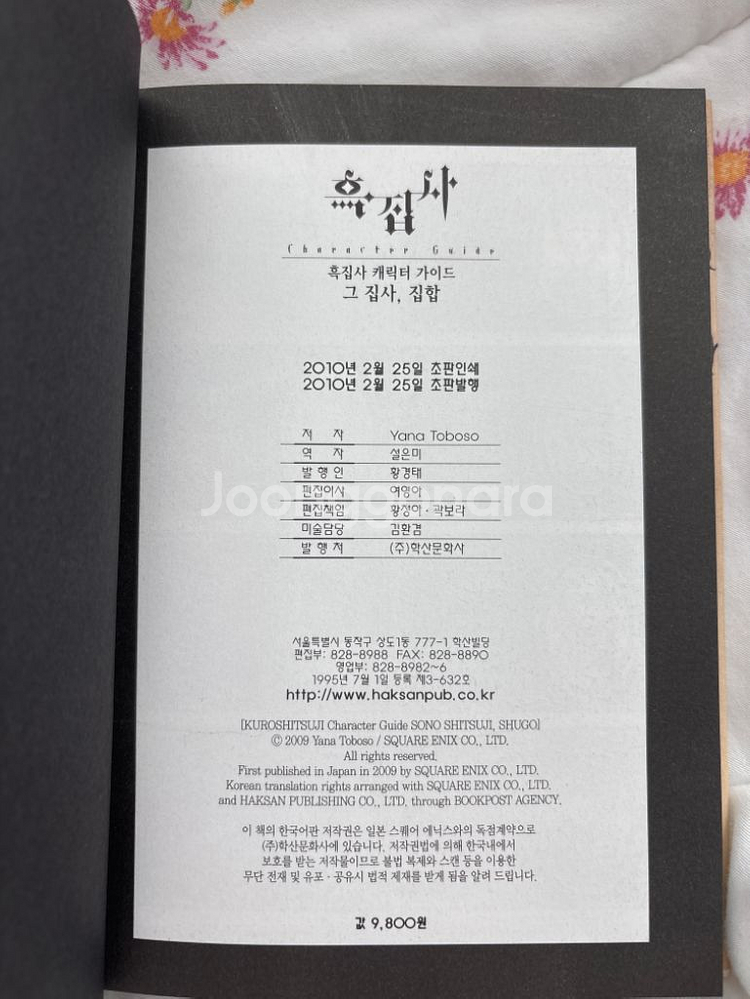 흑집사
Character Guide
흑집사 캐릭터 가이드
그 집사, 집합
2010년 2월 25일 초판인쇄
2010년 2월 25일 초판발행
저 자 Yana Toboso
역 자 설은미
발행인 황경태
편집이사 여영아
편집책임 황정아·곽보라
미술담당 김환겸
발행처 (주)학산문화사
Joonggonara
서울특별시 동작구 상도1동 777-1 학산빌딩
편집부: 828-8988 FAX: 828-8890
영업부: 828-8982~6
1995년 7월 1일 등록 제3-632호
http://www.haksanpub.co.kr
[KUROSHITSUJI Character Guide SONO SHITSUJI, SHUGO]
© 2009 Yana Toboso / SQUARE ENIX CO., LTD.
All rights reserved.
First published in Japan in 2009 by SQUARE ENIX CO., LTD.
Korean translation rights arranged with SQUARE ENIX CO., LTD.
and HAKSAN PUBLISHING CO., LTD. through BOOKPOST AGENCY.
이 책의 한국어판 저작권은 일본 스퀘어 에닉스와의 독점계약으로
(주)학산문화사에 있습니다. 저작권법에 의해 한국내에서
보호를 받는 저작물이므로 불법 복제와 스캔 등을 이용한
무단 전재 및 유포·공유시 법적 제재를 받게 됨을 알려 드립니다.
값 9,800원